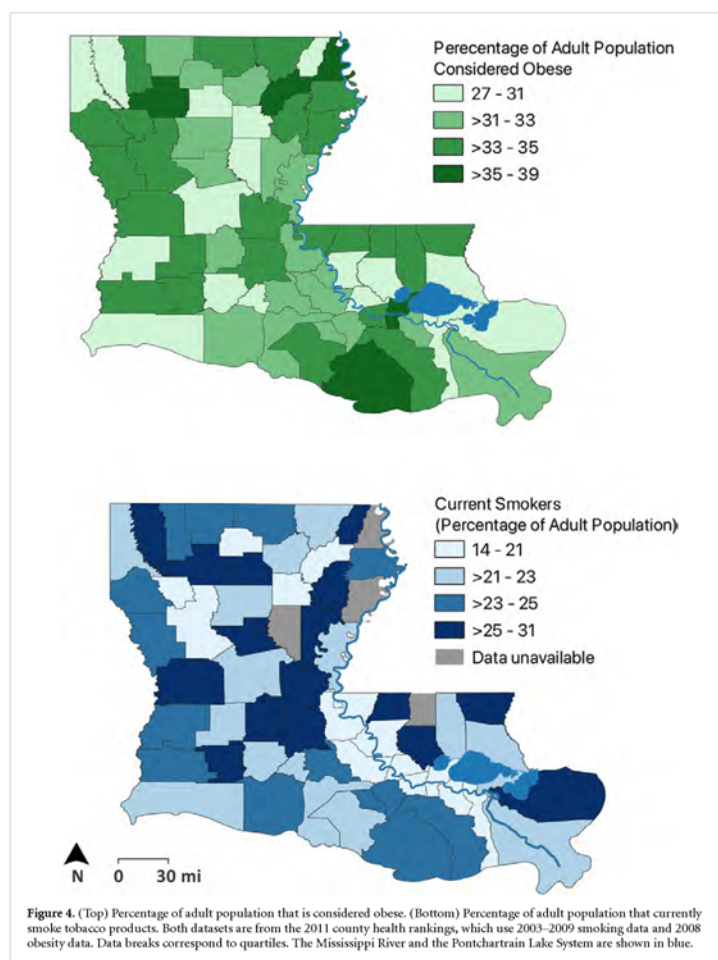 Perecentage of Adult Population
Considered Obese
27 - 31
>31 - 33
>33 - 35
>35 - 39
Current Smokers
(Percentage of Adult Population)
14 - 21
>21 - 23
>23 - 25
>25 - 31
Data unavailable
N 0 30 mi
Figure 4. (Top) Percentage of adult population that is considered obese. (Bottom) Percentage of adult population that currently
smoke tobacco products. Both datasets are from the 2011 county health rankings, which use 2003–2009 smoking data and 2008
obesity data. Data breaks correspond to quartiles. The Mississippi River and the Pontchartrain Lake System are shown in blue.